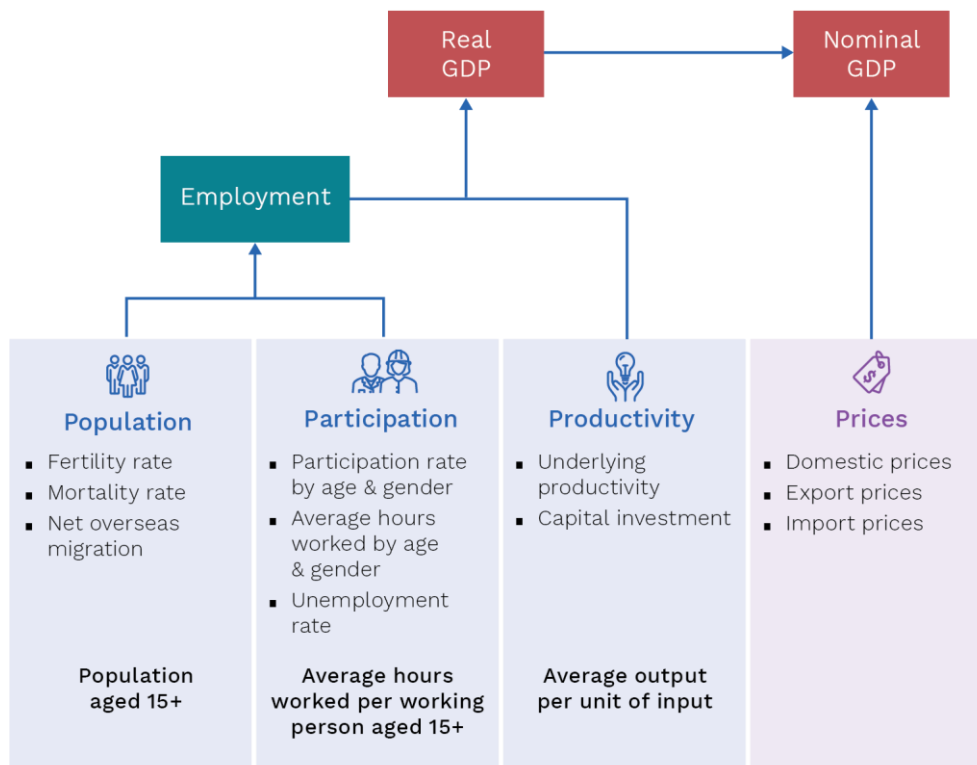 Real
GDP
Nominal
GDP
Employment
Population
▪ Fertility rate
▪ Mortality rate
▪ Net overseas
migration
Population
aged 15+
Participation
▪ Participation rate
by age & gender
▪ Average hours
worked by age
& gender
▪ Unemployment
rate
Average hours
worked per working
person aged 15+
Productivity
▪ Underlying
productivity
▪ Capital investment
Average output
per unit of input
$
Prices
▪ Domestic prices
▪ Export prices
▪ Import prices